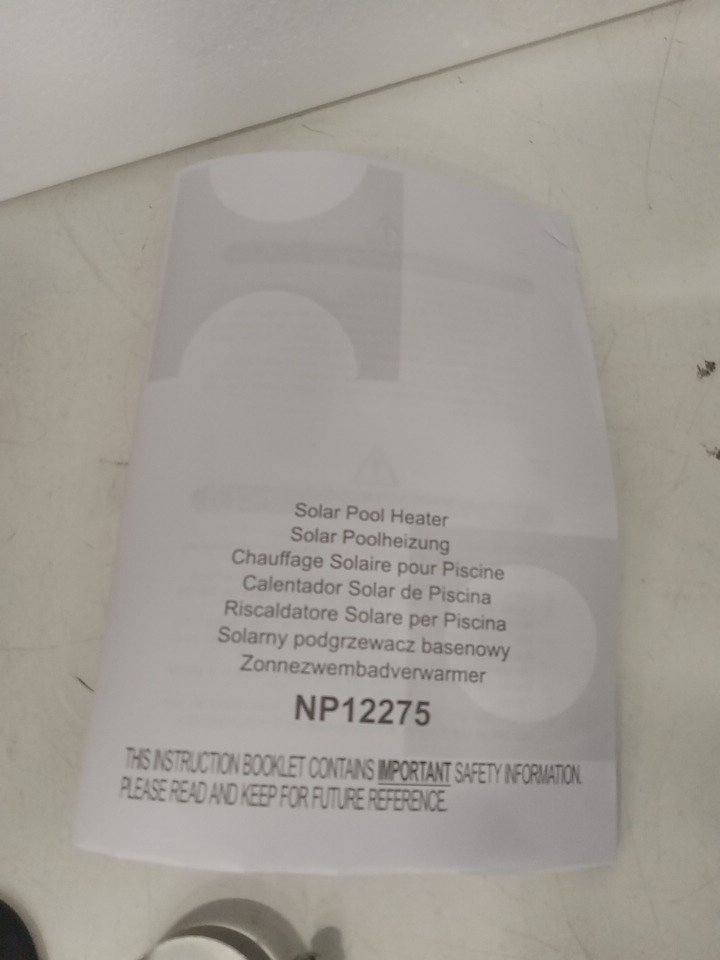 Solar Pool Heater
Solar Poolheizung
Chauffage Solaire pour Piscine
Calentador Solar de Piscina
Riscaldatore Solare per Piscina
Solarny podgrzewacz basenowy
Zonnezwembadverwarmer
NP12275
THIS INSTRUCTION BOOKLET CONTAINS IMPORTANT SAFETY INFORMATION.
PLEASE READ AND KEEP FOR FUTURE REFERENCE.